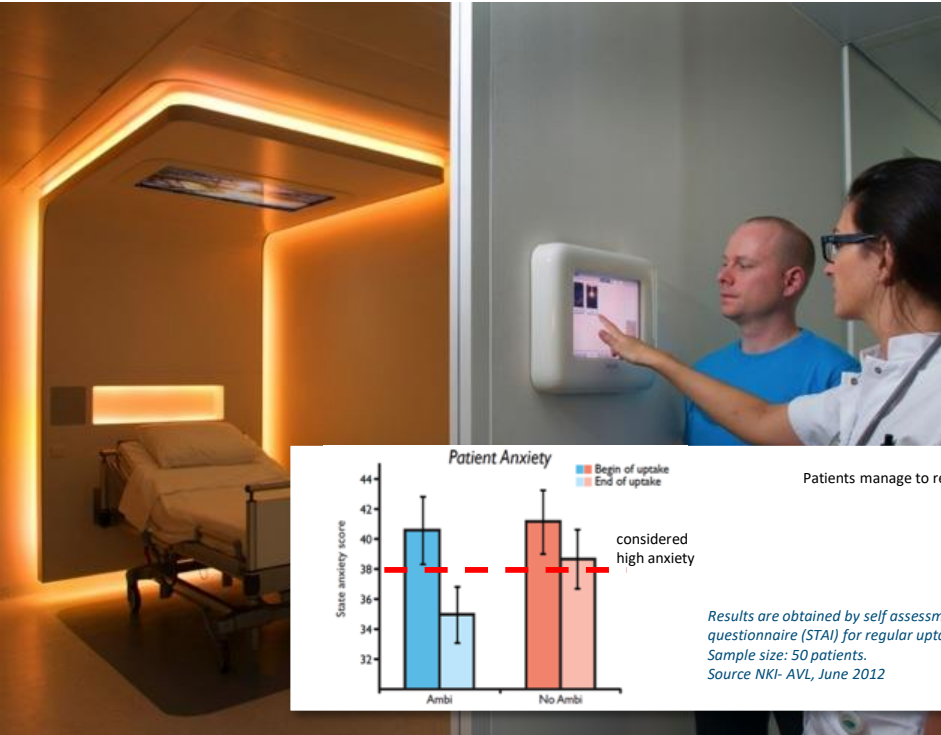 Patient Anxiety
Begin of uptake
End of uptake
Patients manage to re
State anxiety score
44
42
40
38
36
34
32
considered
high anxiety
Ambi
No Ambi
Results are obtained by self assessm
questionnaire (STAI) for regular upta
Sample size: 50 patients.
Source NKI- AVL, June 2012